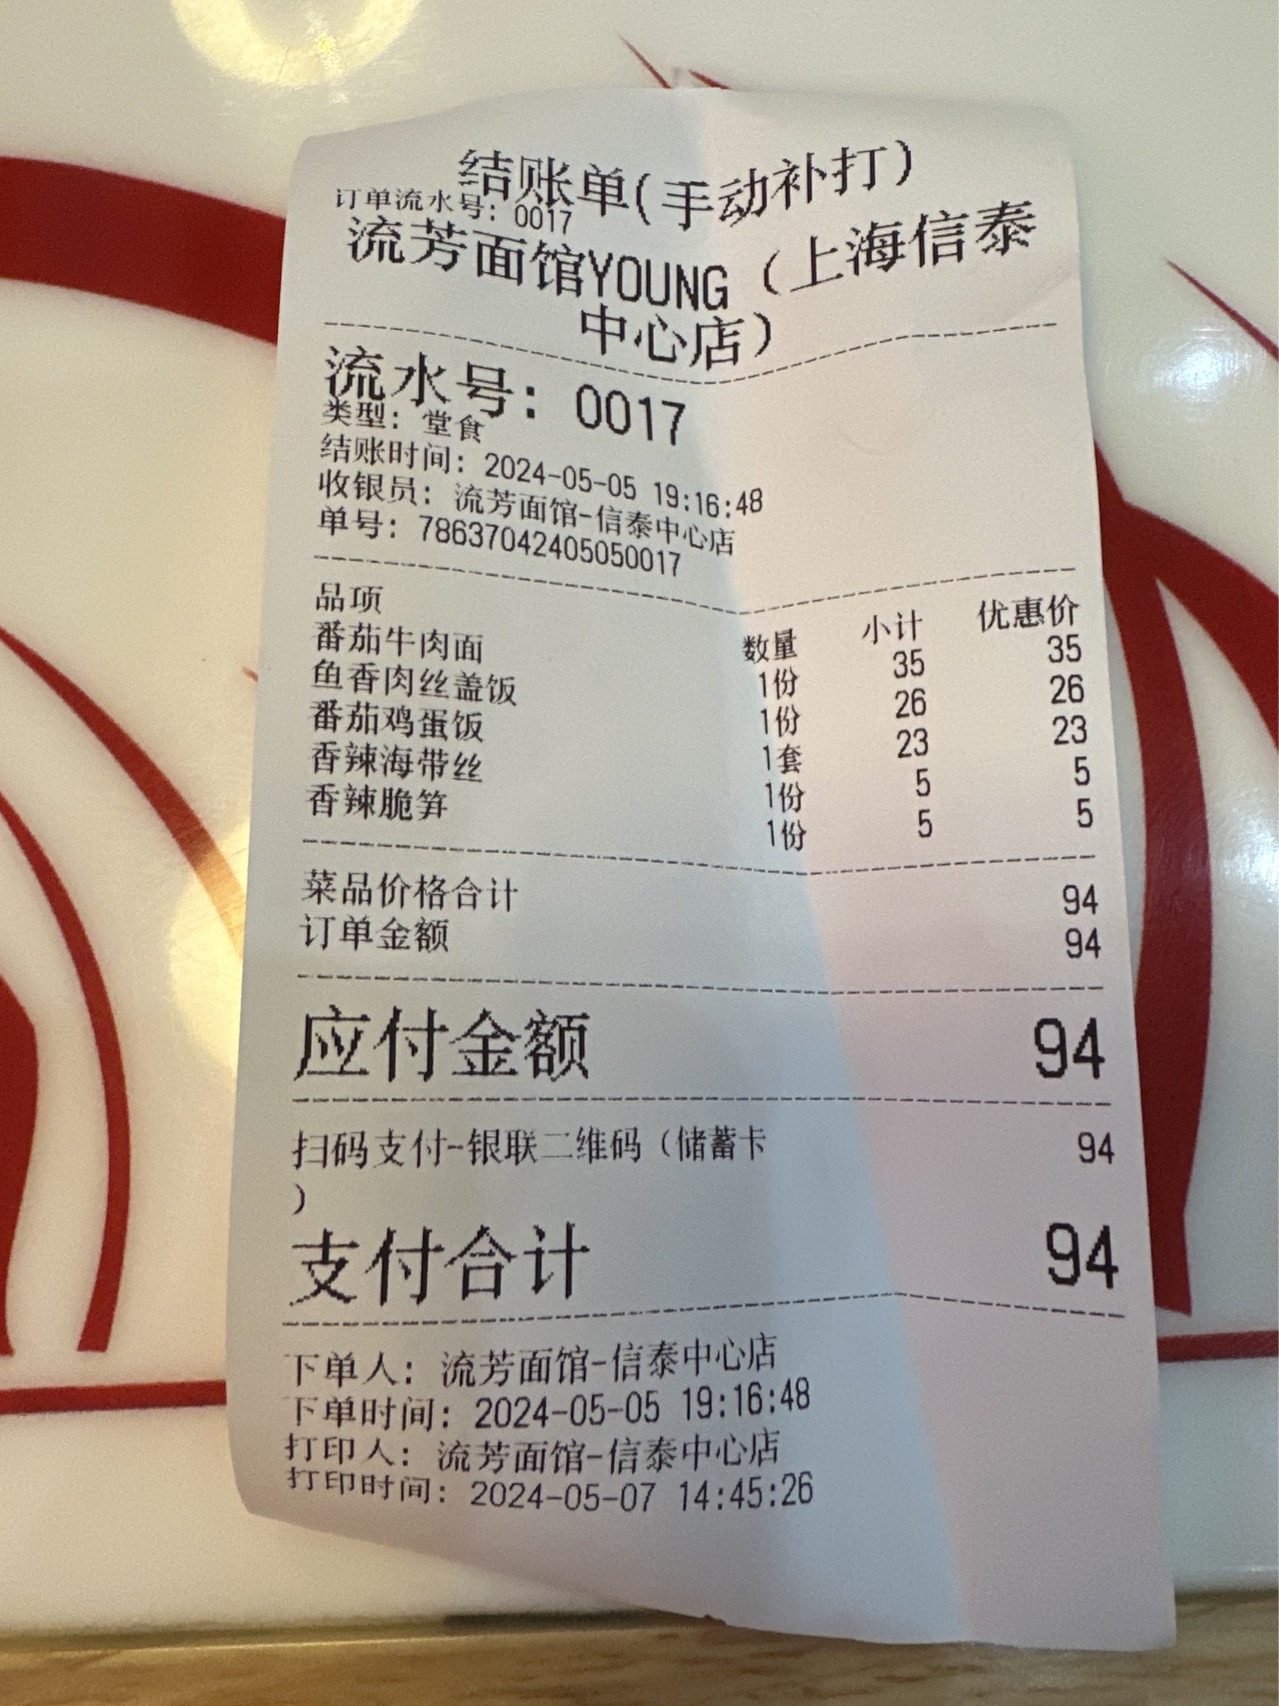 结账单(手动补打)
订单流水号: 0017
流芳面馆YOUNG（上海信泰
中心店）
流水号: 0017
类型: 堂食
结账时间: 2024-05-05 19:16:48
收银员: 流芳面馆-信泰中心店
单号: 78637042405050017
品项 数量 小计 优惠价
番茄牛肉面 1份 35 35
鱼香肉丝盖饭 1份 26 26
番茄鸡蛋饭 1套 23 23
香辣海带丝 1份 5 5
香辣脆笋 1份 5 5
菜品价格合计 94
订单金额 94
应付金额 94
扫码支付-银联二维码（储蓄卡 94
）
支付合计 94
下单人: 流芳面馆-信泰中心店
下单时间: 2024-05-05 19:16:48
打印人: 流芳面馆-信泰中心店
打印时间: 2024-05-07 14:45:26